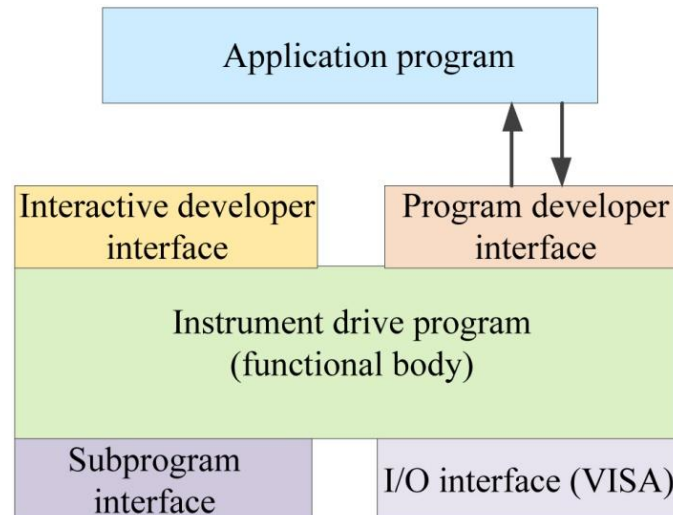 Application program
Interactive developer
interface
Program developer
interface
Instrument drive program
(functional body)
Subprogram
interface
I/O interface (VISA)